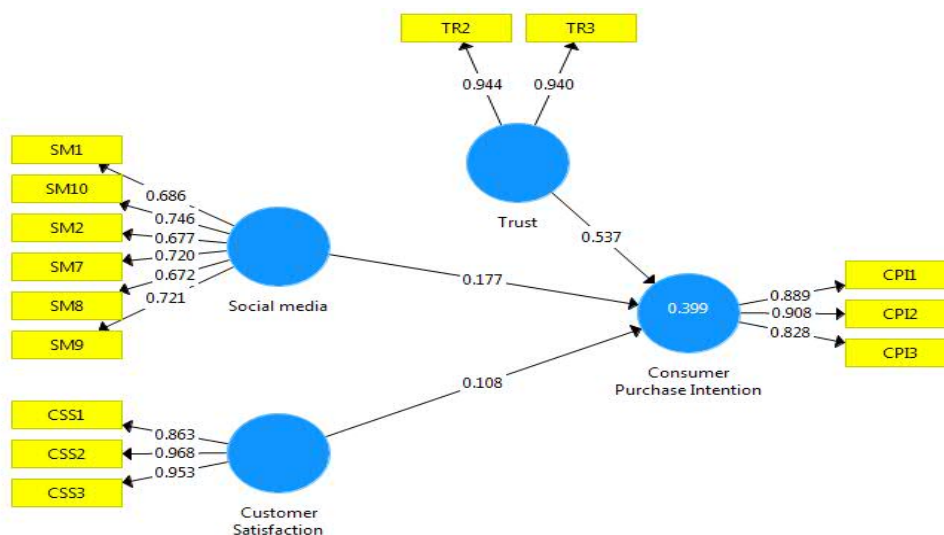 TR2
TR3
0.944
0.940
Trust
0.537
SM1
SM10
SM2
SM7
SM8
SM9
0.686
0.746
0.677
0.720
0.672
0.721
Social media
0.177
CSS1
CSS2
CSS3
0.863
0.968
0.953
Customer
Satisfaction
0.108
0.399
Consumer
Purchase Intention
0.889
0.908
0.828
CPI1
CPI2
CPI3